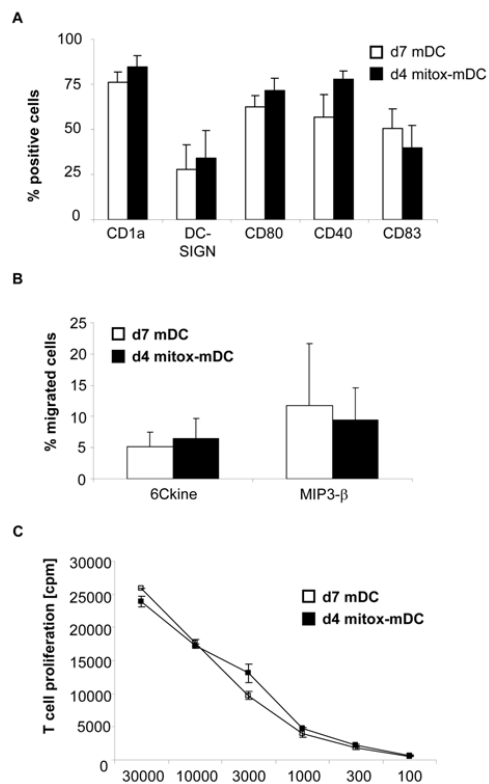 A
100
75
50
25
0
% positive cells
d7 mDC
d4 mitox-mDC
CD1a
DC-
SIGN
CD80
CD40
CD83
B
25
20
15
10
5
0
% migrated cells
d7 mDC
d4 mitox-mDC
6Ckine
MIP3-β
C
30000
25000
20000
15000
10000
5000
0
T cell proliferation [cpm]
d7 mDC
d4 mitox-mDC
30000 10000 3000 1000 300 100